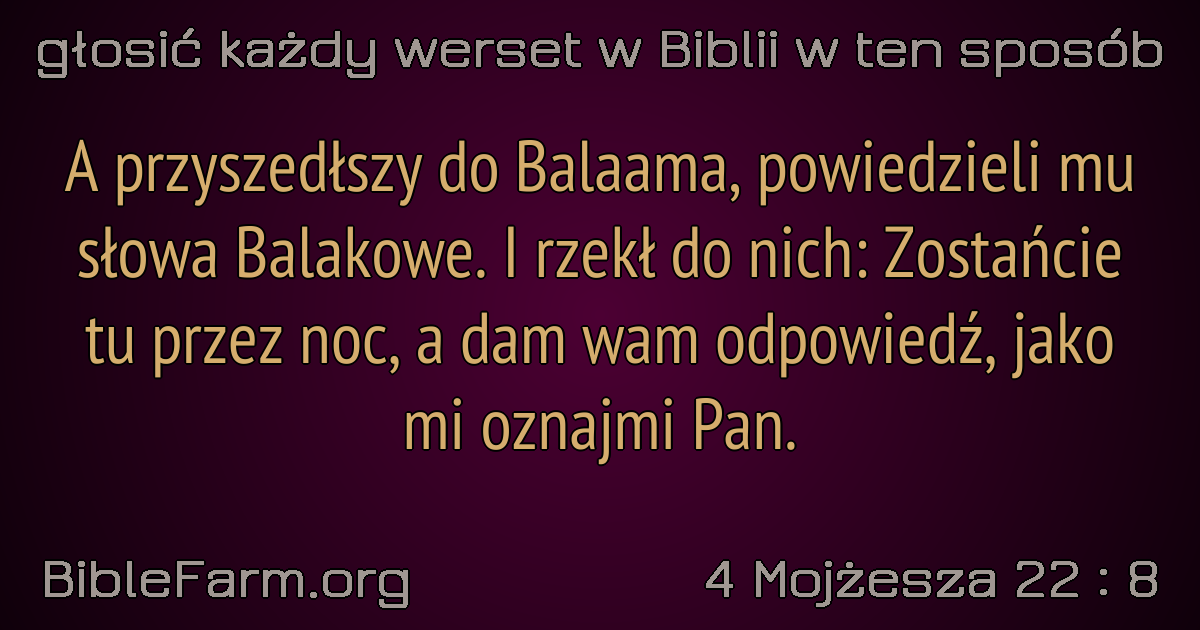 głosić każdy werset w Biblii w ten sposób
A przyszedłszy do Balaama, powiedzieli mu
słowa Balakowe. I rzekł do nich: Zostańcie
tu przez noc, a dam wam odpowiedź, jako
mi oznajmi Pan.
BibleFarm.org
4 Mojżesza 22 : 8